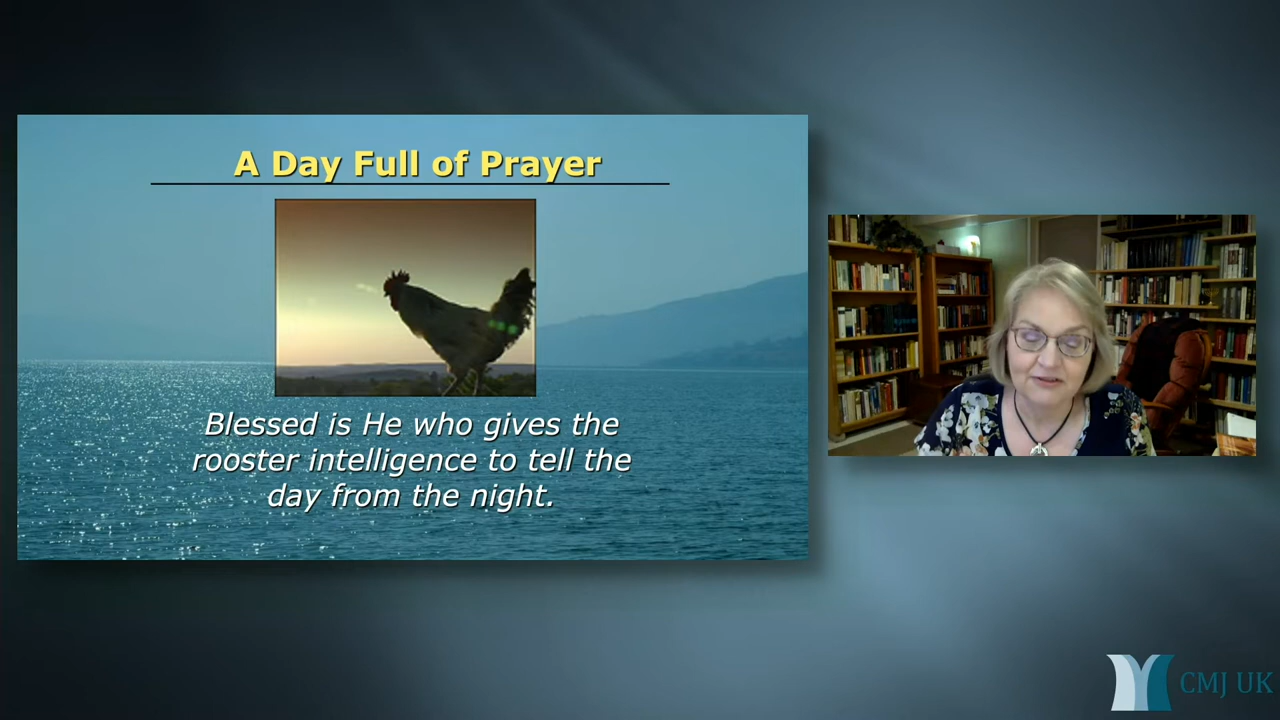 A Day Full of Prayer
Blessed is He who gives the
rooster intelligence to tell the
day from the night.
CMJ UK